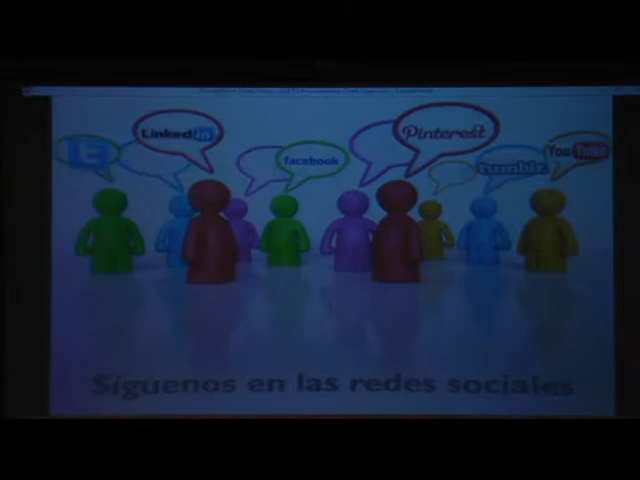 t
Linkedin
facebook
Pinterest
tumblr.
YouTube
Síguenos en las redes sociales